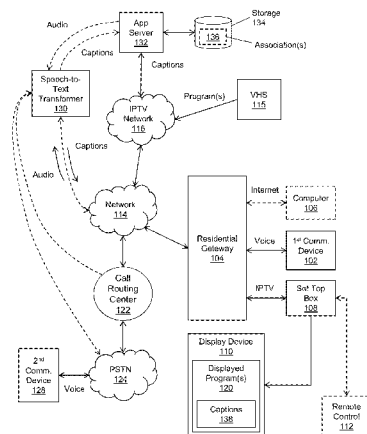 Audio
App
Server
132
Storage
134
136
Association(s)
Captions
Captions
Speech-to-
Text
Transformer
130
IPTV
Network
116
Program(s)
VHS
115
Captions
Audio
Network
114
Residential
Gateway
104
Internet
Computer
106
Voice
1st Comm.
Device
102
IPTV
Set Top
Box
108
Call
Routing
Center
122
2nd
Comm.
Device
128
Voice
PSTN
124
Display Device
110
Displayed
Program(s)
120
Captions
138
Remote
Control
112